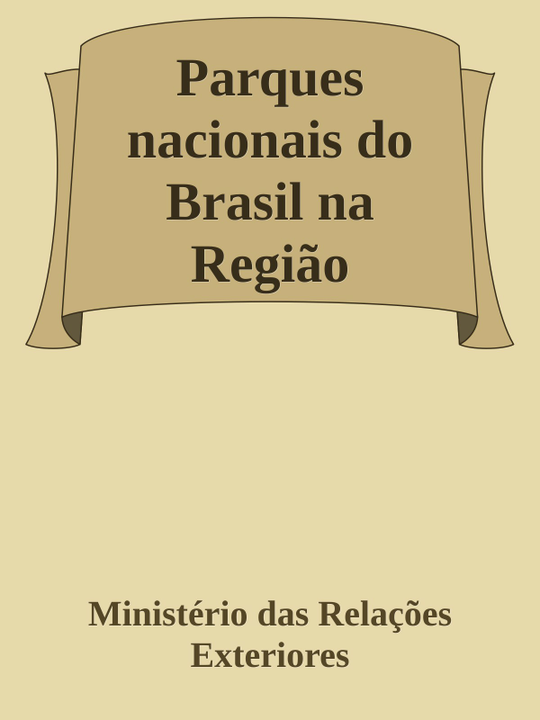 Parques
nacionais do
Brasil na
Região
Ministério das Relações
Exteriores